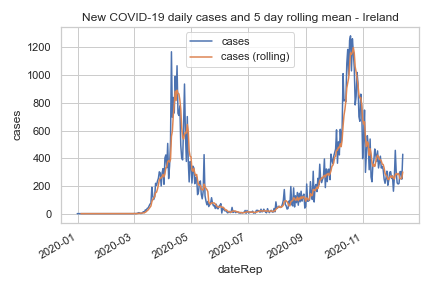 New COVID-19 daily cases and 5 day rolling mean - Ireland
cases
cases (rolling)
1200
1000
800
600
400
200
0
cases
2020-01
2020-03
2020-05
2020-07
2020-09
2020-11
dateRep